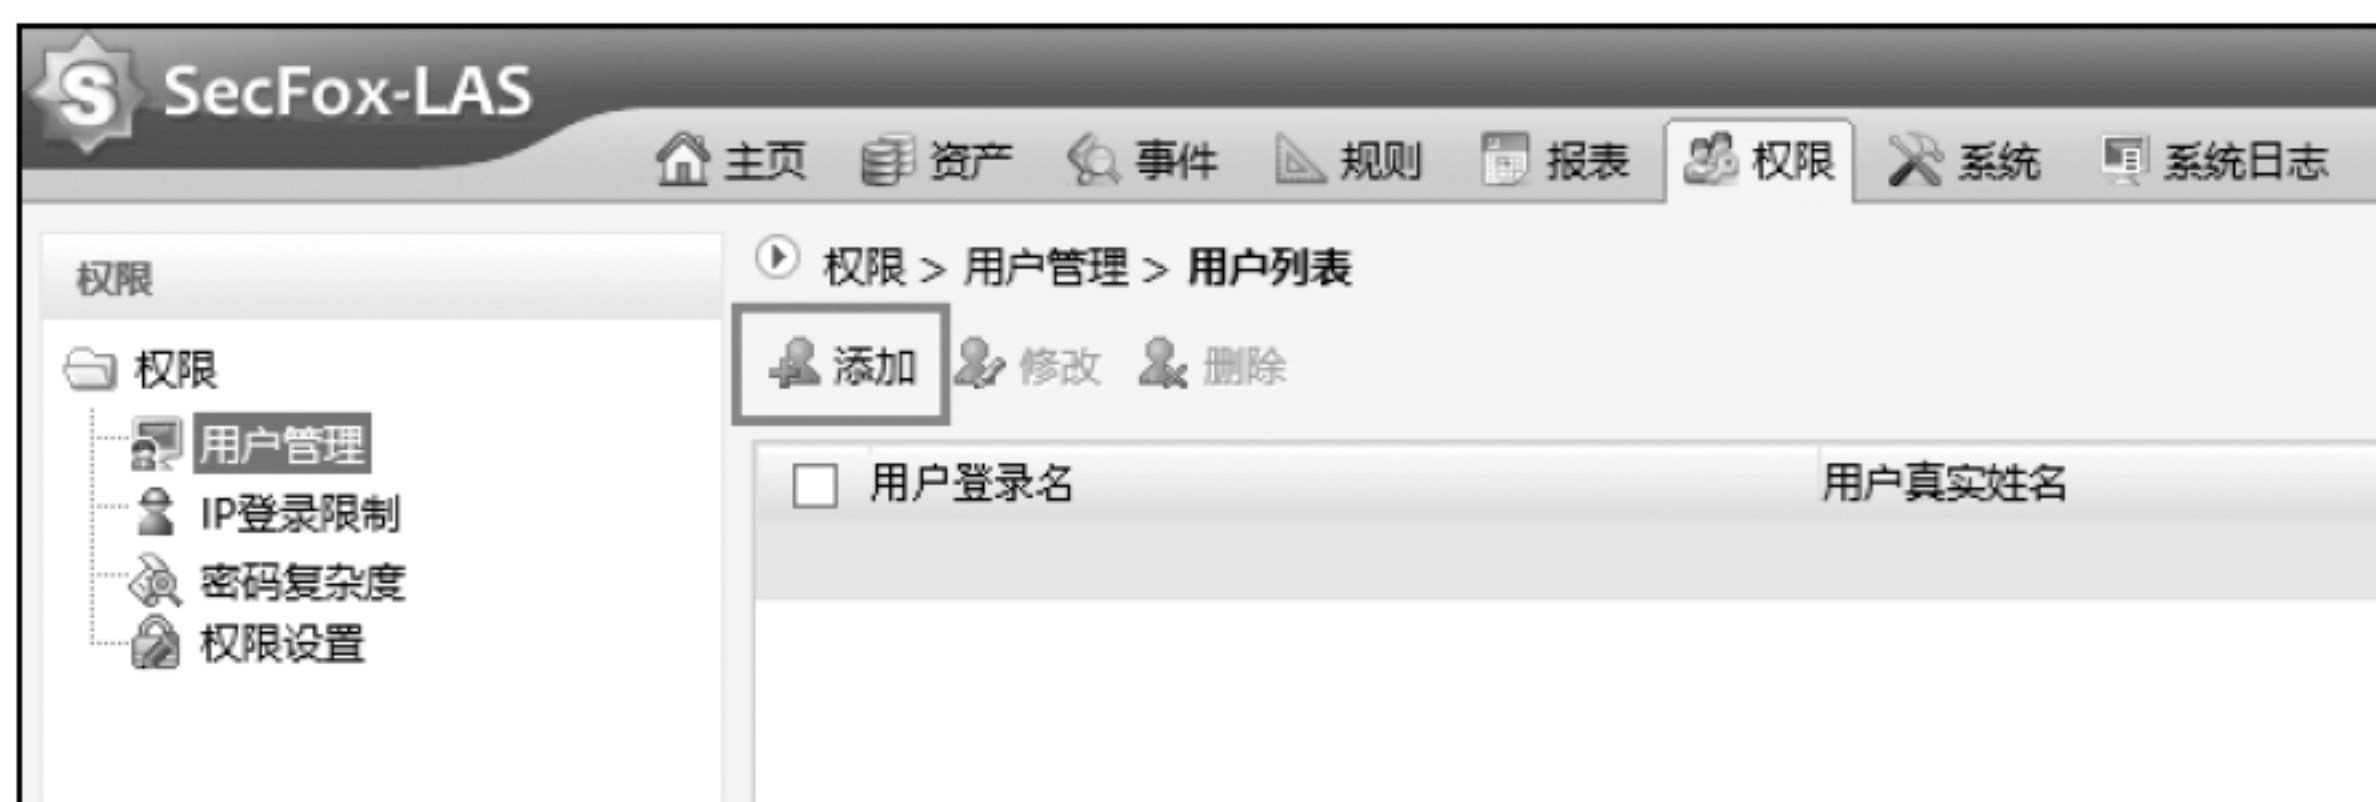 SecFox-LAS
主页 资产 事件 规则 报表 权限 系统 系统日志
权限
权限 > 用户管理 > 用户列表
添加 修改 删除
权限
用户管理
IP登录限制
密码复杂度
权限设置
用户登录名 用户真实姓名